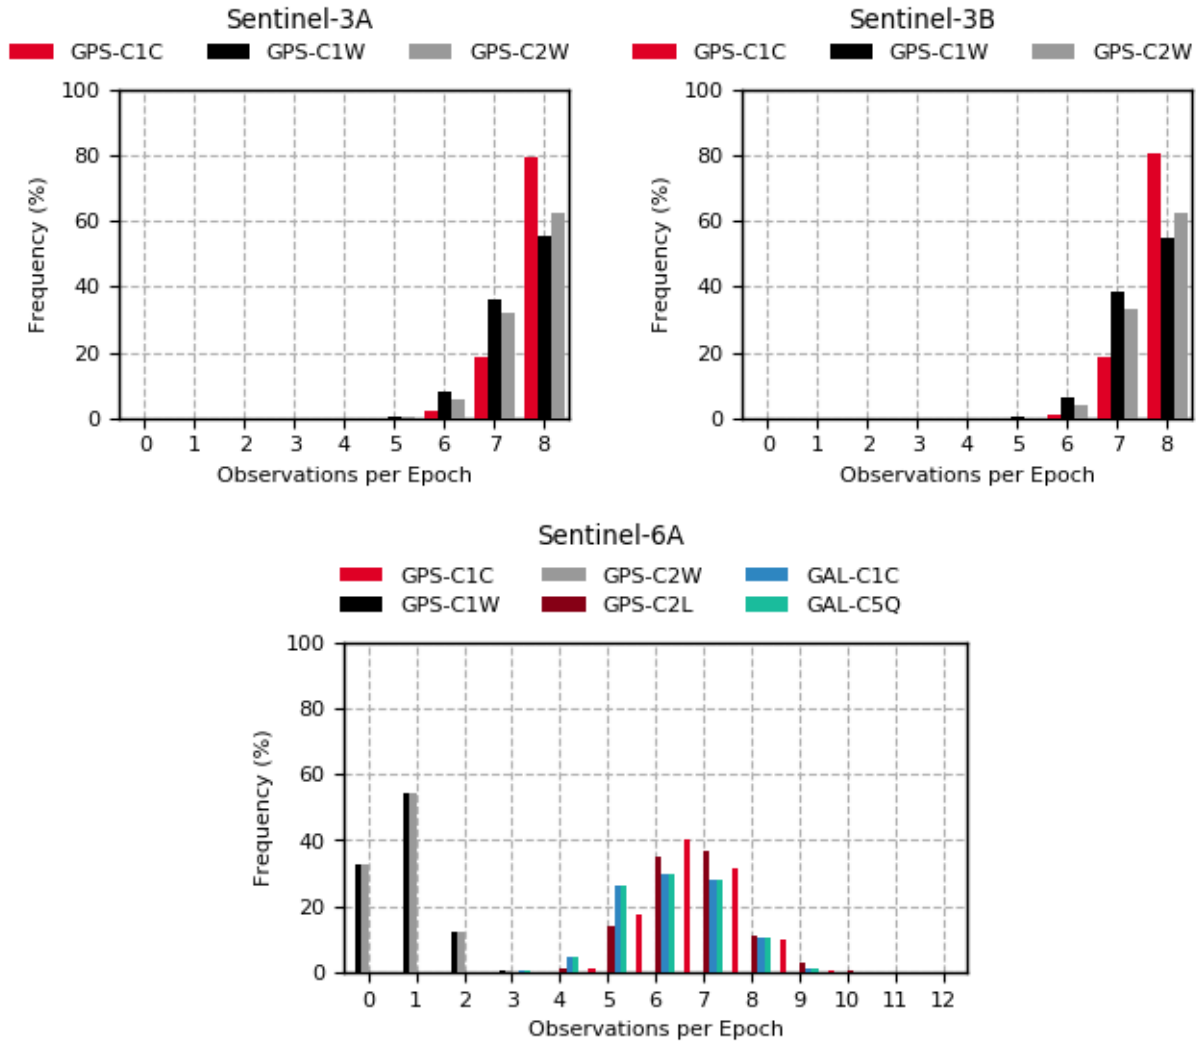 Sentinel-3A
GPS-C1C GPS-C1W GPS-C2W
100
80
60
40
20
0
Frequency (%)
0 1 2 3 4 5 6 7 8
Observations per Epoch
Sentinel-3B
GPS-C1C GPS-C1W GPS-C2W
100
80
60
40
20
0
Frequency (%)
0 1 2 3 4 5 6 7 8
Observations per Epoch
Sentinel-6A
GPS-C1C GPS-C2W GAL-C1C
GPS-C1W GPS-C2L GAL-C5Q
100
80
60
40
20
0
Frequency (%)
0 1 2 3 4 5 6 7 8 9 10 11 12
Observations per Epoch